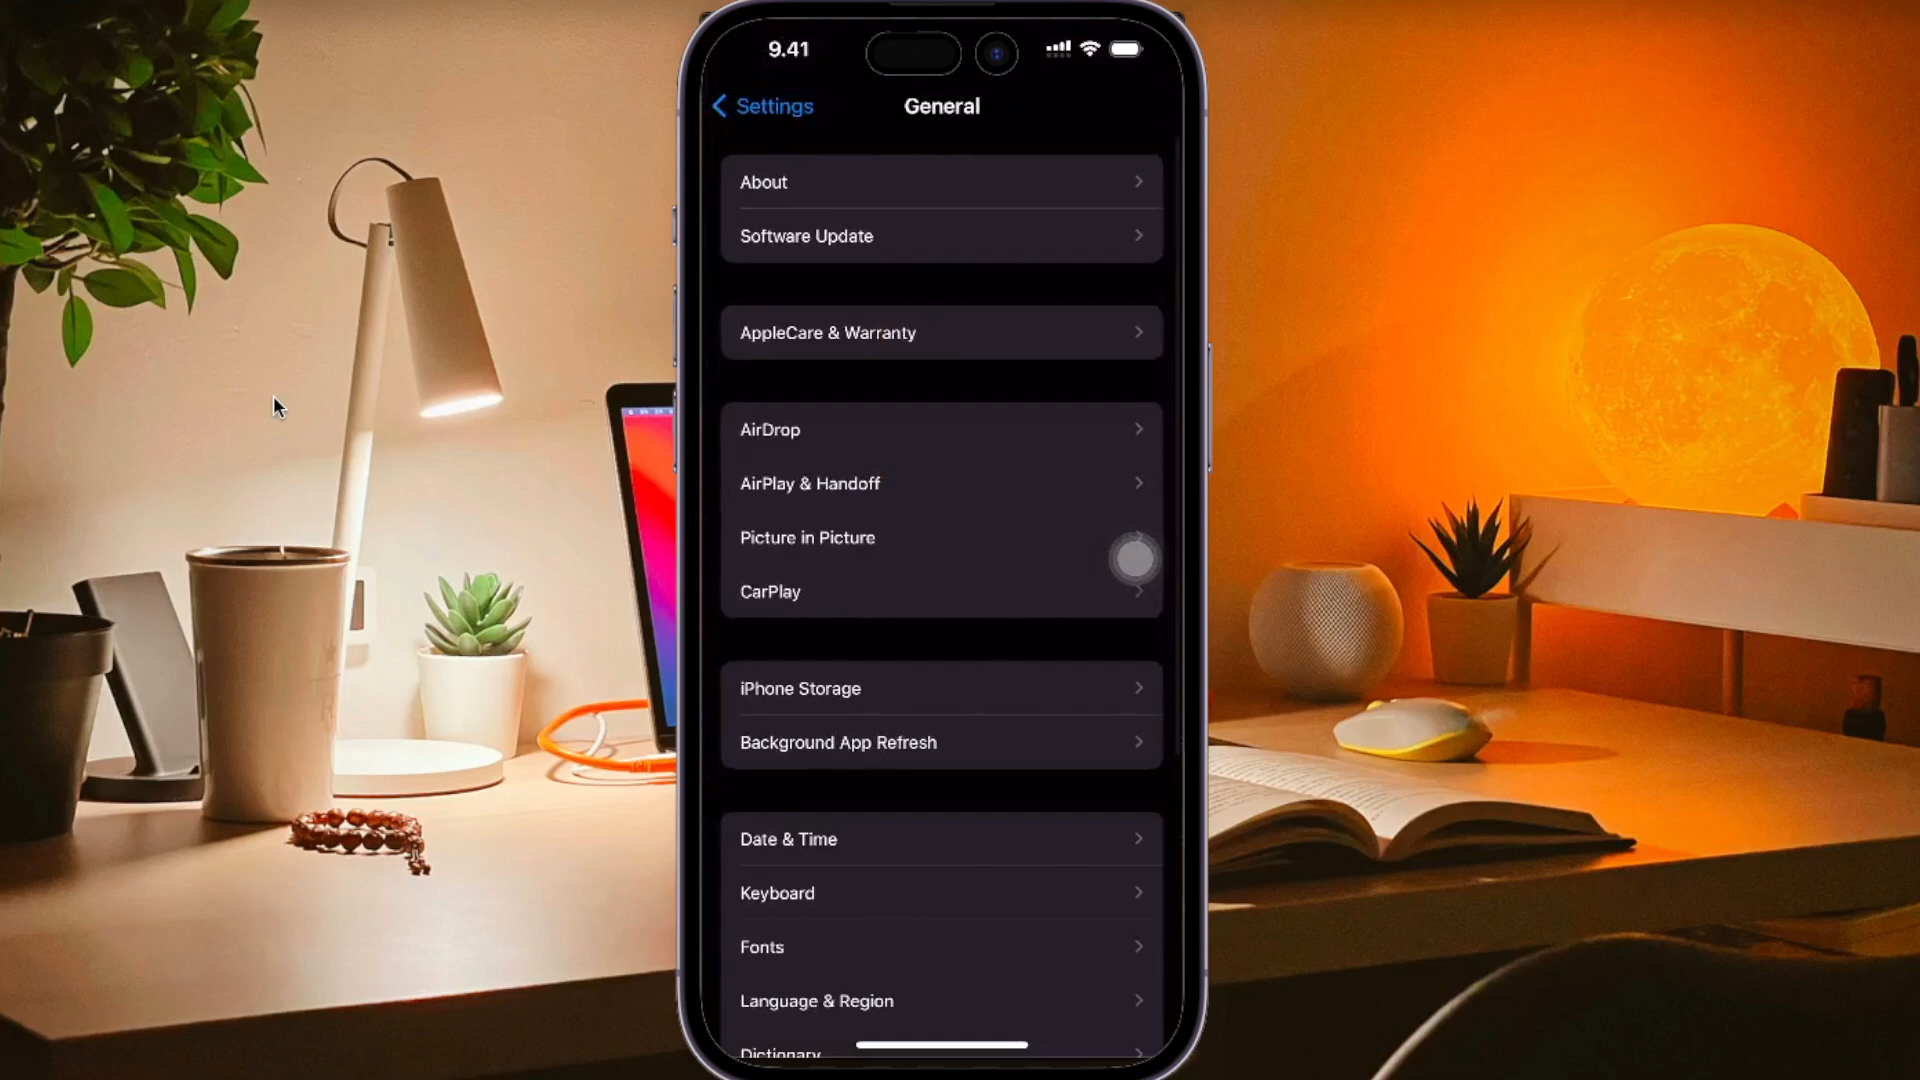 9.41
Settings
General
About
Software Update
AppleCare & Warranty
AirDrop
AirPlay & Handoff
Picture in Picture
CarPlay
iPhone Storage
Background App Refresh
Date & Time
Keyboard
Fonts
Language & Region
Dictionary